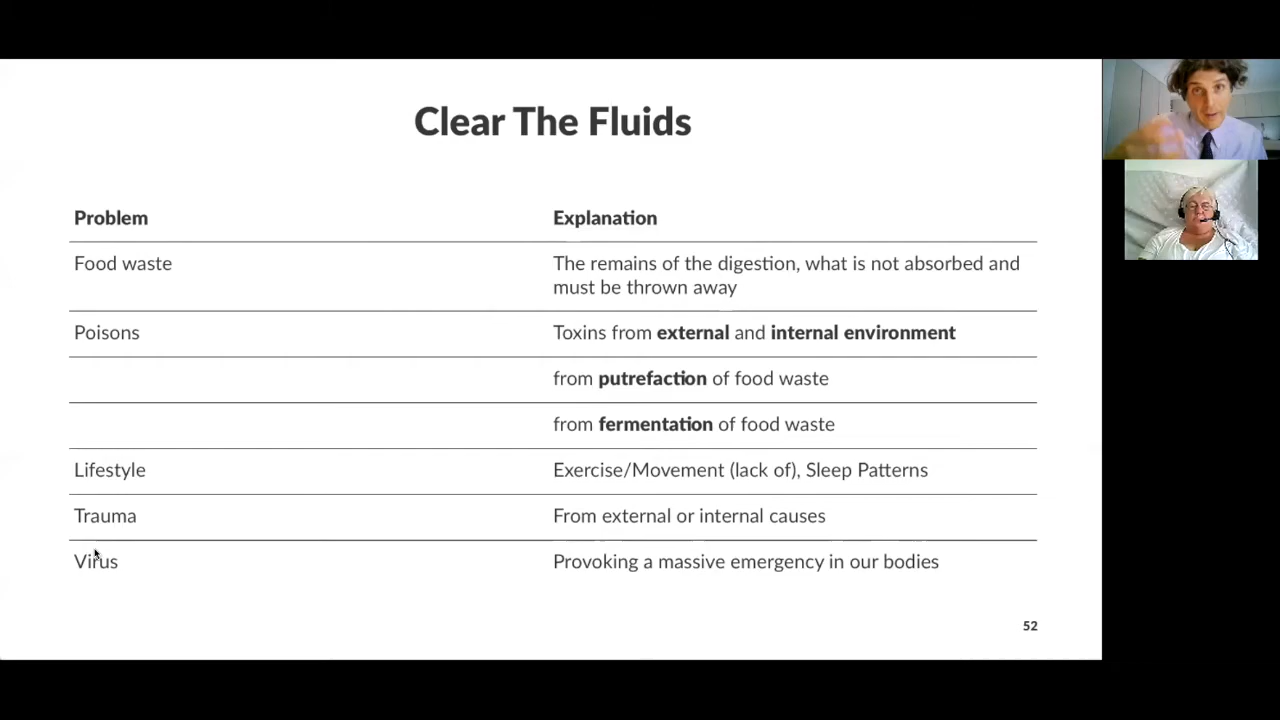 Clear The Fluids
Problem Explanation
Food waste The remains of the digestion, what is not absorbed and
must be thrown away
Poisons Toxins from external and internal environment
from putrefaction of food waste
from fermentation of food waste
Lifestyle Exercise/Movement (lack of), Sleep Patterns
Trauma From external or internal causes
Virus Provoking a massive emergency in our bodies
52